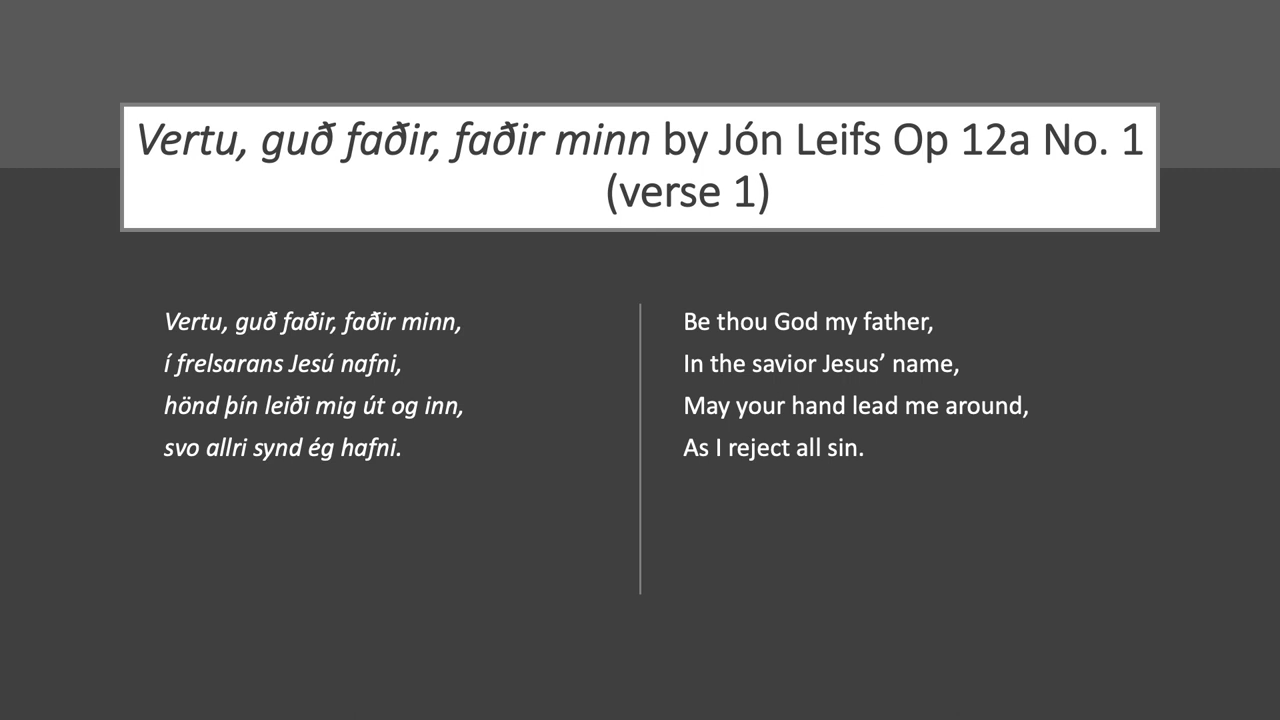 Vertu, guð faðir, faðir minn by Jón Leifs Op 12a No. 1
(verse 1)
Vertu, guð faðir, faðir minn,
í frelsarans Jesú nafni,
hönd þín leiði mig út og inn,
svo allri synd ég hafni.
Be thou God my father,
In the savior Jesus’ name,
May your hand lead me around,
As I reject all sin.